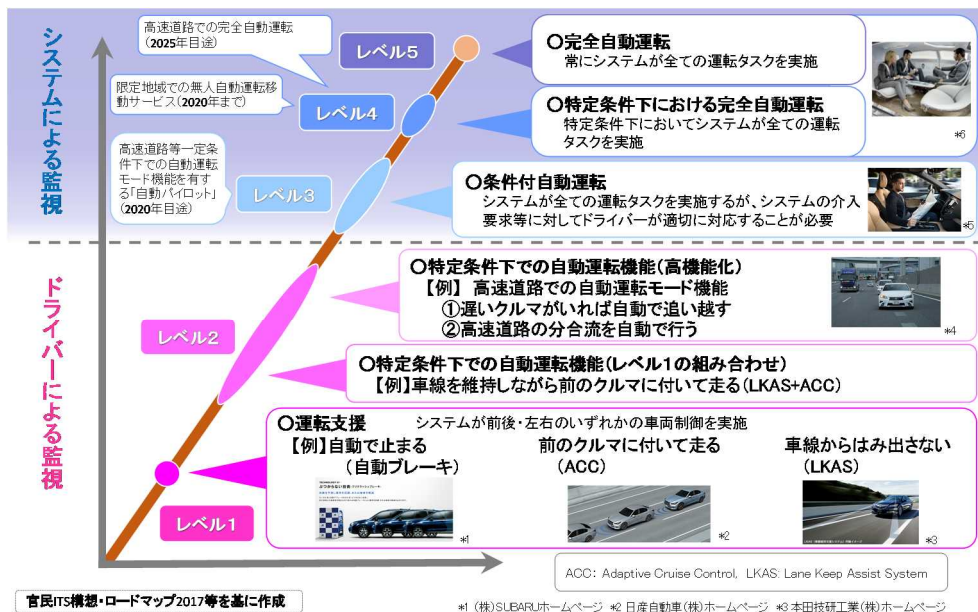 システムによる監視
ドライバーによる監視
高速道路での完全自動運転
(2025年目途)
レベル5
〇完全自動運転
常にシステムが全ての運転タスクを実施
*6
限定地域での無人自動運転移
動サービス(2020年まで)
レベル4
〇特定条件下における完全自動運転
特定条件下においてシステムが全ての運転
タスクを実施
高速道路等一定条
件下での自動運転
モード機能を有す
る「自動パイロット」
(2020年目途)
レベル3
〇条件付自動運転
システムが全ての運転タスクを実施するが、システムの介入
要求等に対してドライバーが適切に対応することが必要
*5
レベル2
〇特定条件下での自動運転機能(高機能化)
【例】 高速道路での自動運転モード機能
①遅いクルマがいれば自動で追い越す
②高速道路の分合流を自動で行う
*4
〇特定条件下での自動運転機能(レベル1の組み合わせ)
【例】車線を維持しながら前のクルマに付いて走る(LKAS+ACC)
レベル1
〇運転支援 システムが前後・左右のいずれかの車両制御を実施
【例】自動で止まる
(自動ブレーキ)
*1
前のクルマに付いて走る
(ACC)
*2
車線からはみ出さない
(LKAS)
*3
ACC: Adaptive Cruise Control, LKAS: Lane Keep Assist System
官民ITS構想・ロードマップ2017等を基に作成
*1 (株)SUBARUホームページ *2 日産自動車(株)ホームページ *3 本田技研工業(株)ホームページ